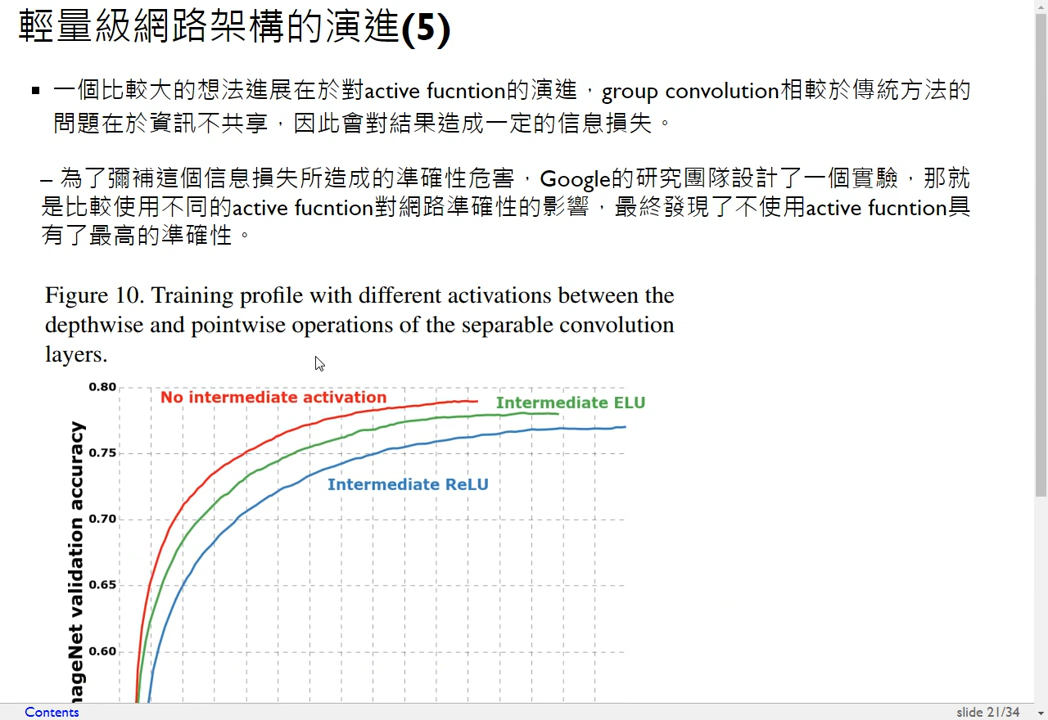 輕量級網路架構的演進(5)
一個比較大的想法進展在於對active fucntion的演進，group convolution相較於傳統方法的
問題在於資訊不共享，因此會對結果造成一定的信息損失。
– 為了彌補這個信息損失所造成的準確性危害，Google的研究團隊設計了一個實驗，那就
是比較使用不同的active fucntion對網路準確性的影響，最終發現了不使用active fucntion具
有了最高的準確性。
Figure 10. Training profile with different activations between the
depthwise and pointwise operations of the separable convolution
layers.
0.80
No intermediate activation
Intermediate ELU
0.75
Intermediate ReLU
0.70
0.65
0.60
mageNet validation accuracy
Contents
slide 21/34